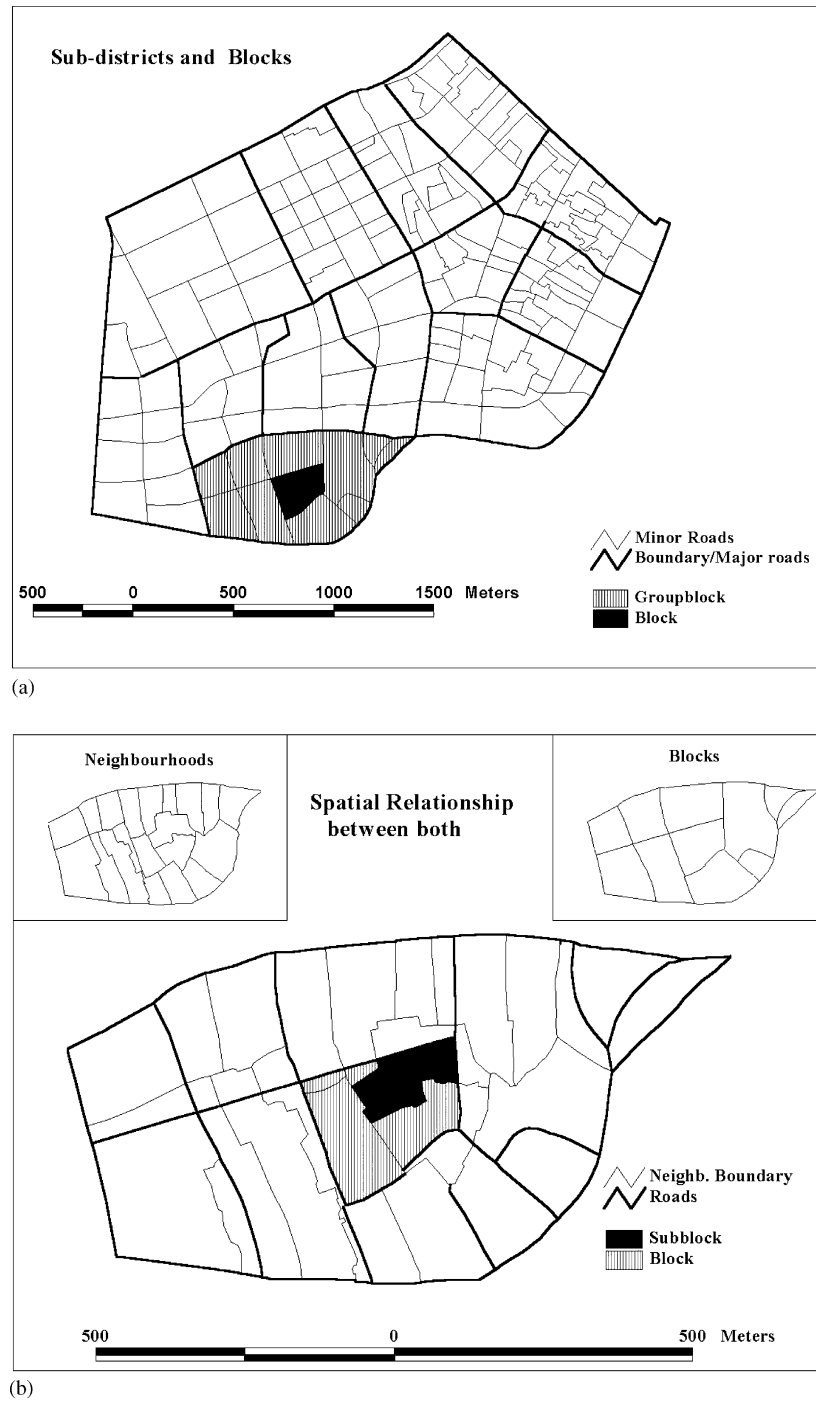 Sub-districts and Blocks
Minor Roads
Boundary/Major roads
500 0 500 1000 1500 Meters
Groupblock
Block
(a)
Neighbourhoods
Blocks
Spatial Relationship
between both
Neighb. Boundary
Roads
Subblock
Block
500 0 500 Meters
(b)